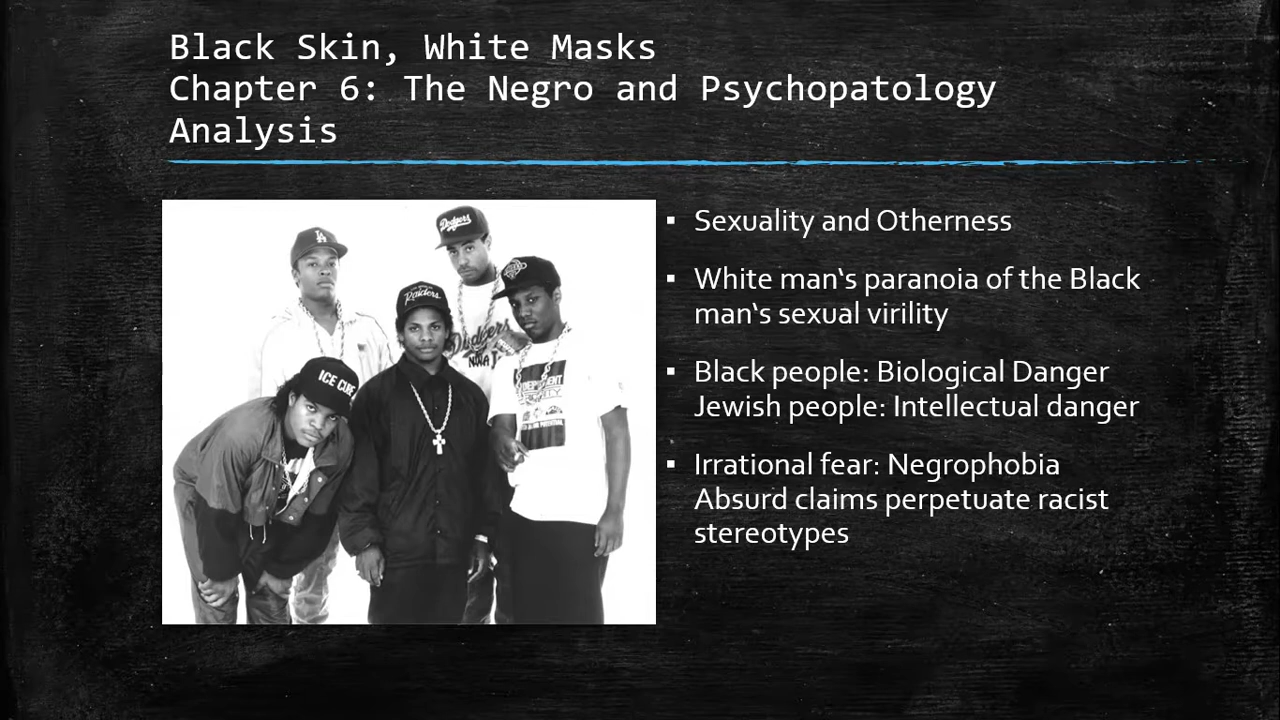 Black Skin, White Masks
Chapter 6: The Negro and Psychopatology
Analysis
Sexuality and Otherness
White man‘s paranoia of the Black
man‘s sexual virility
Black people: Biological Danger
Jewish people: Intellectual danger
Irrational fear: Negrophobia
Absurd claims perpetuate racist
stereotypes
Dodgers
LA
Raiders
Dodgers
ICE CUBE